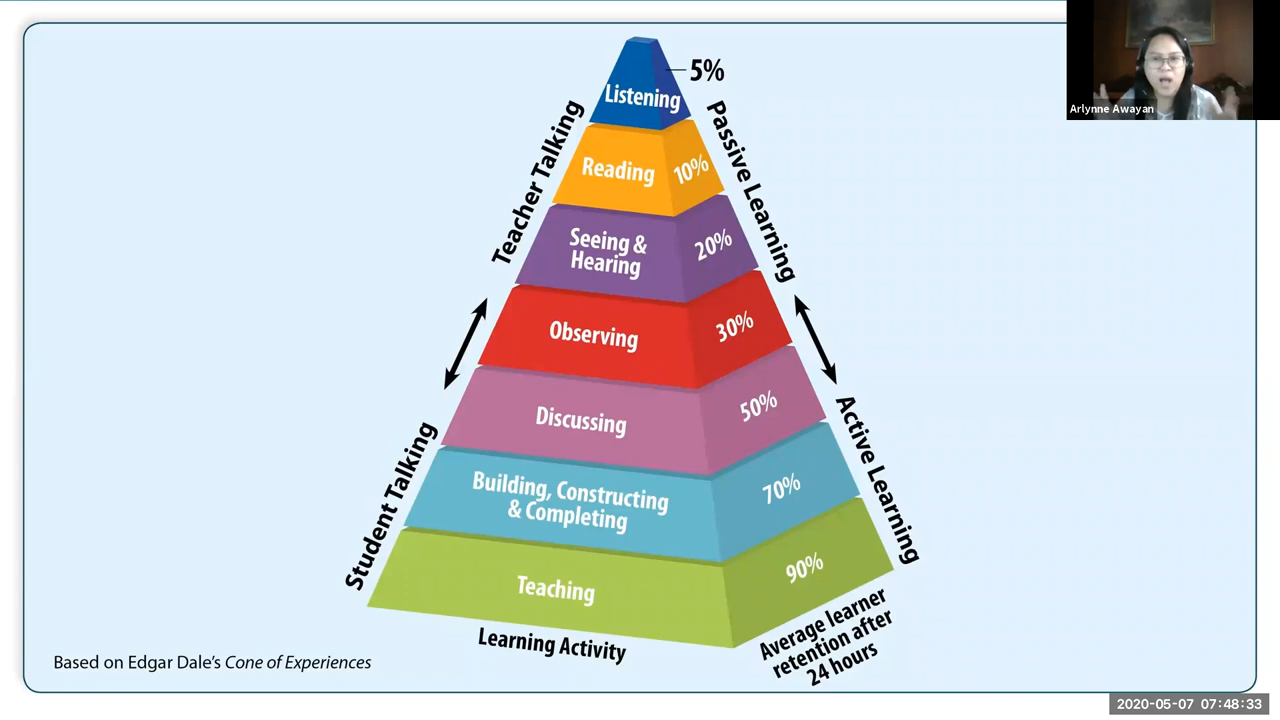 5%
Listening
Arlynne Awayan
Teacher Talking
Passive Learning
Reading
10%
Seeing &
Hearing
20%
Observing
30%
Discussing
50%
Student Talking
Active Learning
Building, Constructing
& Completing
70%
Teaching
90%
Learning Activity
Average learner
retention after
24 hours
Based on Edgar Dale's Cone of Experiences
2020-05-07 07:48:33